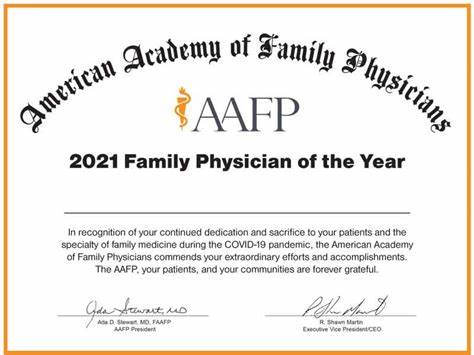 American Academy of Family Physicians
AAFP
2021 Family Physician of the Year
In recognition of your continued dedication and sacrifice to your patients and the
specialty of family medicine during the COVID-19 pandemic, the American Academy
of Family Physicians commends your extraordinary efforts and accomplishments.
The AAFP, your patients, and your communities are forever grateful.
Ada Stewart, MD
Ada D. Stewart, MD, FAAFP
AAFP President
R. Shawn Martin
Executive Vice President/CEO